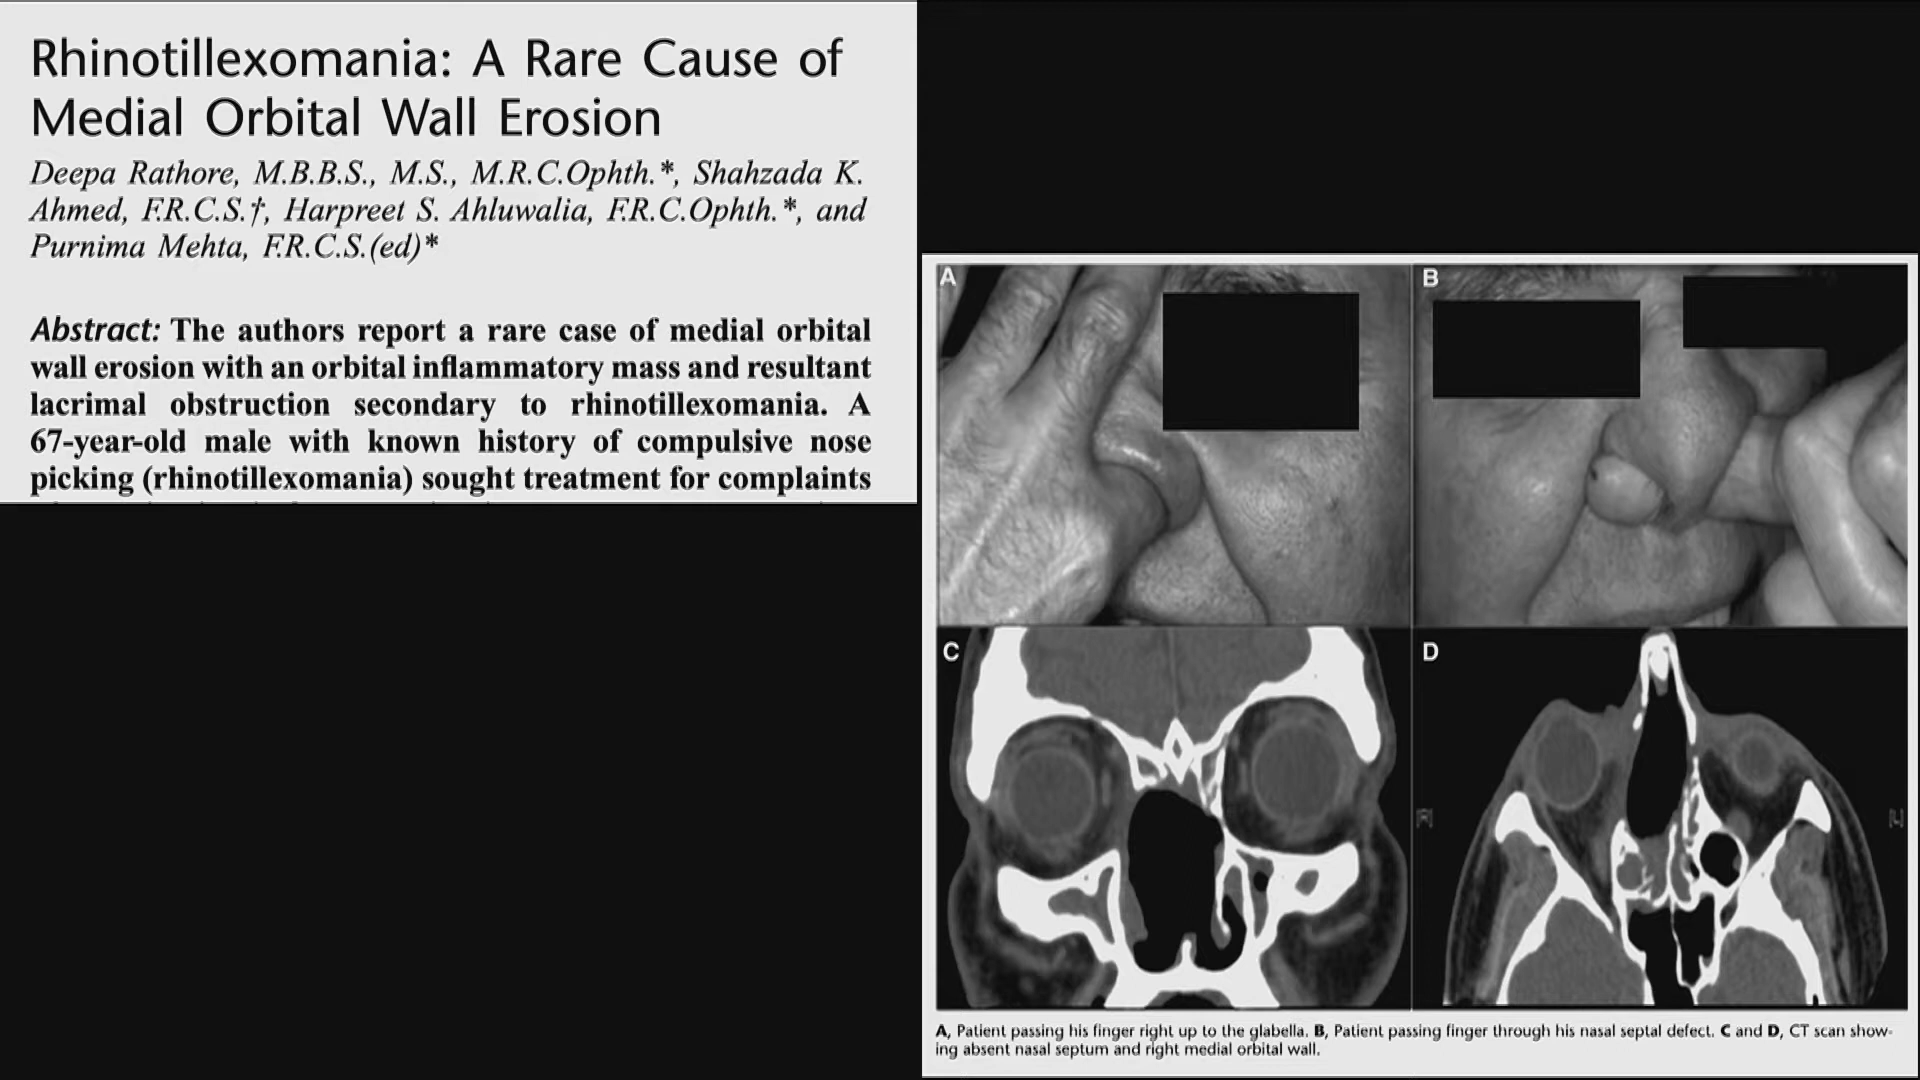 Rhinotillexomania: A Rare Cause of
Medial Orbital Wall Erosion
Deepa Rathore, M.B.B.S., M.S., M.R.C.Ophth.*, Shahzada K.
Ahmed, F.R.C.S.†, Harpreet S. Ahluwalia, F.R.C.Ophth.*, and
Purnima Mehta, F.R.C.S.(ed)*
Abstract: The authors report a rare case of medial orbital
wall erosion with an orbital inflammatory mass and resultant
lacrimal obstruction secondary to rhinotillexomania. A
67-year-old male with known history of compulsive nose
picking (rhinotillexomania) sought treatment for complaints
A
B
C
D
[R]
[L]
A, Patient passing his finger right up to the glabella. B, Patient passing finger through his nasal septal defect. C and D, CT scan show-
ing absent nasal septum and right medial orbital wall.